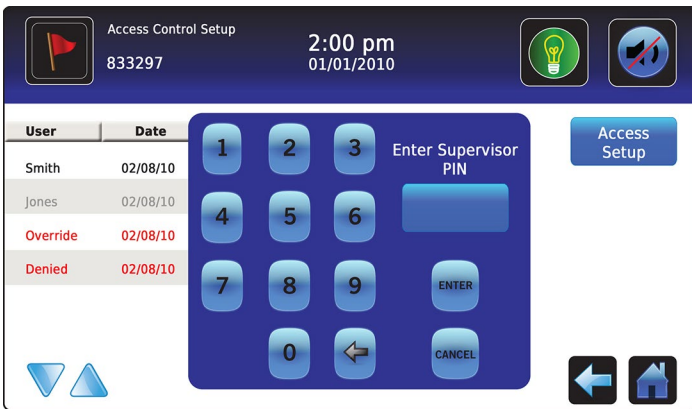 Access Control Setup
833297
2:00 pm
01/01/2010
User Date
Smith 02/08/10
Jones 02/08/10
Override 02/08/10
Denied 02/08/10
1 2 3
4 5 6
7 8 9
0
Enter Supervisor
PIN
ENTER
CANCEL
Access
Setup